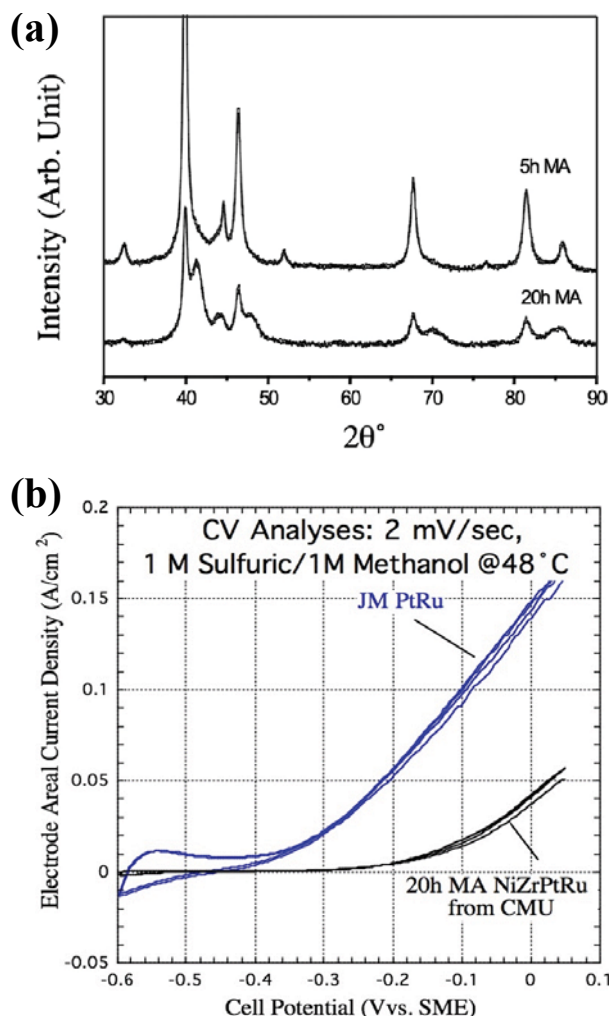 (a)
Intensity (Arb. Unit)
5h MA
20h MA
30 40 50 60 70 80 90
2θ°
(b)
0.2
CV Analyses: 2 mV/sec,
1 M Sulfuric/1M Methanol @48°C
JM PtRu
0.15
0.1
0.05
0
20h MA NiZrPtRu
from CMU
-0.05
-0.6 -0.5 -0.4 -0.3 -0.2 -0.1 0 0.1
Electrode Areal Current Density (A/cm²)
Cell Potential (Vvs. SME)